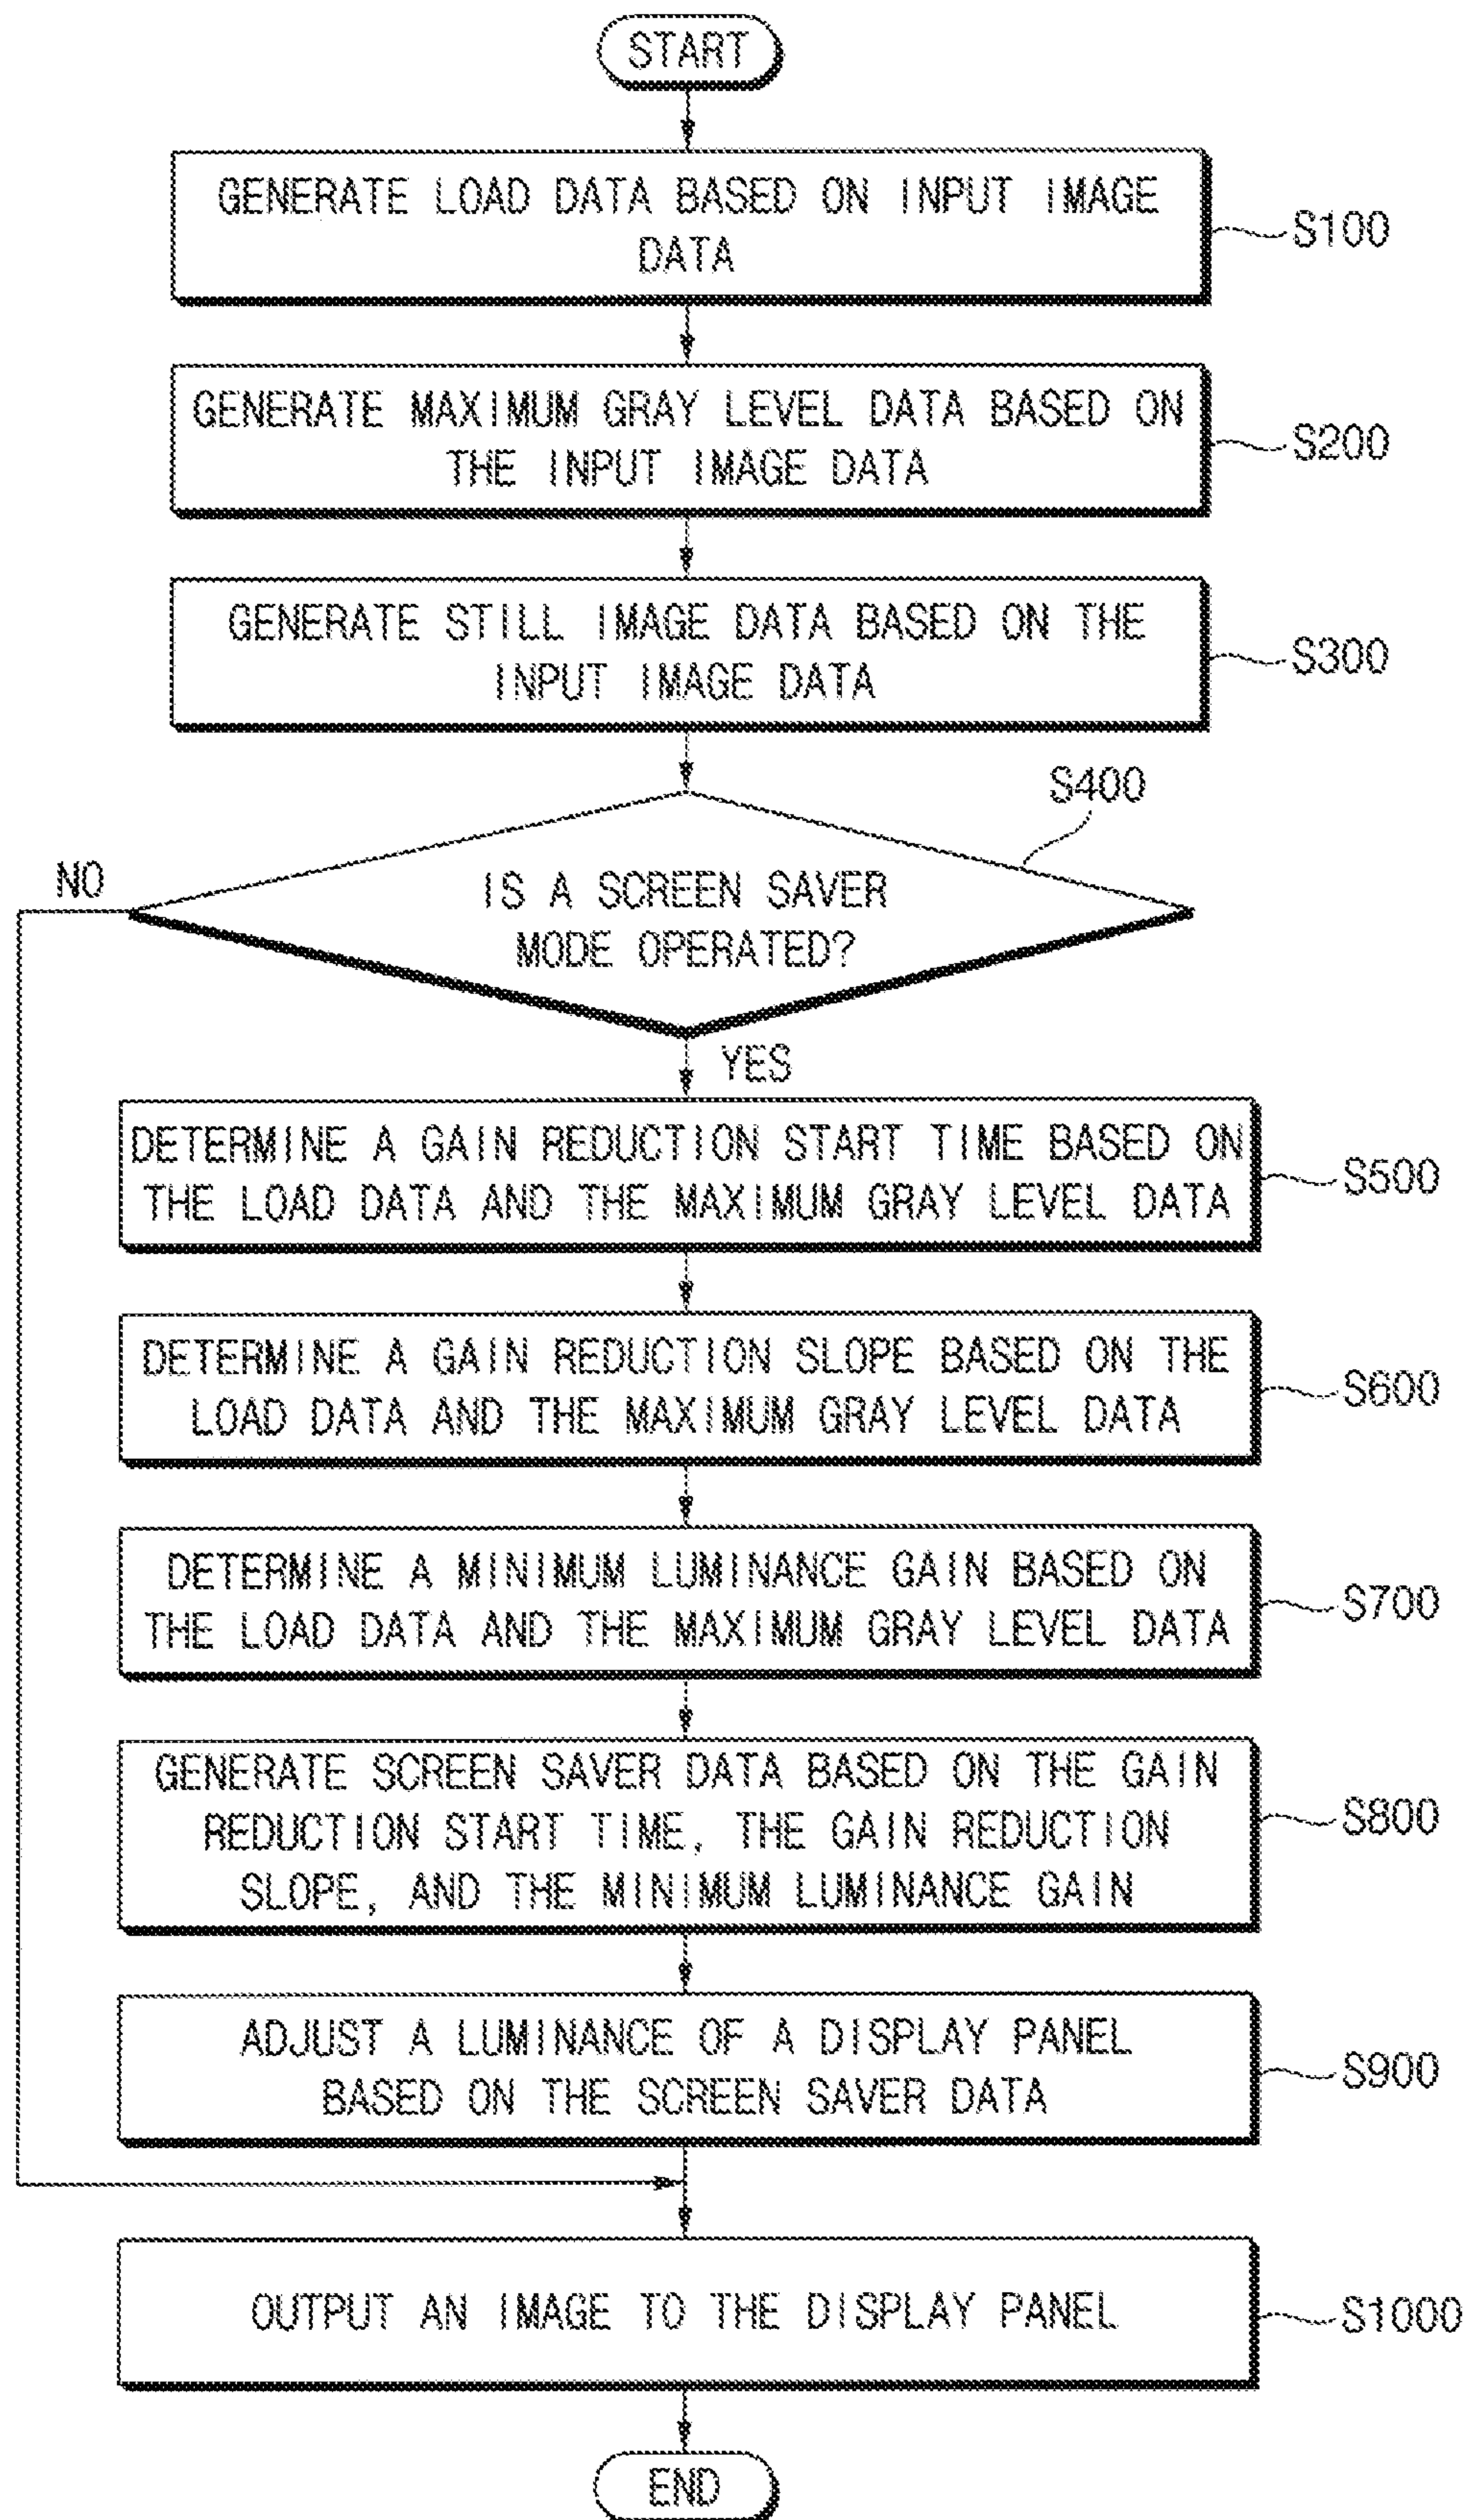 START
GENERATE LOAD DATA BASED ON INPUT IMAGE
DATA
S100
GENERATE MAXIMUM GRAY LEVEL DATA BASED ON
THE INPUT IMAGE DATA
S200
GENERATE STILL IMAGE DATA BASED ON THE
INPUT IMAGE DATA
S300
S400
NO
IS A SCREEN SAVER
MODE OPERATED?
YES
DETERMINE A GAIN REDUCTION START TIME BASED ON
THE LOAD DATA AND THE MAXIMUM GRAY LEVEL DATA
S500
DETERMINE A GAIN REDUCTION SLOPE BASED ON THE
LOAD DATA AND THE MAXIMUM GRAY LEVEL DATA
S600
DETERMINE A MINIMUM LUMINANCE GAIN BASED ON
THE LOAD DATA AND THE MAXIMUM GRAY LEVEL DATA
S700
GENERATE SCREEN SAVER DATA BASED ON THE GAIN
REDUCTION START TIME, THE GAIN REDUCTION
SLOPE, AND THE MINIMUM LUMINANCE GAIN
S800
ADJUST A LUMINANCE OF A DISPLAY PANEL
BASED ON THE SCREEN SAVER DATA
S900
OUTPUT AN IMAGE TO THE DISPLAY PANEL
S1000
END